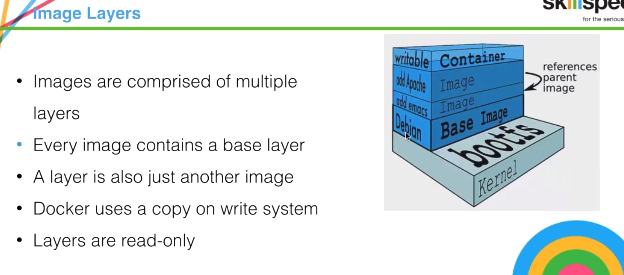 Image Layers
for the seriou
• Images are comprised of multiple
layers
• Every image contains a base layer
• A layer is also just another image
• Docker uses a copy on write system
• Layers are read-only
writable Container
add Apache Image
add emacs Image
Debian Base Image
bootfs
Kernel
references
parent
image